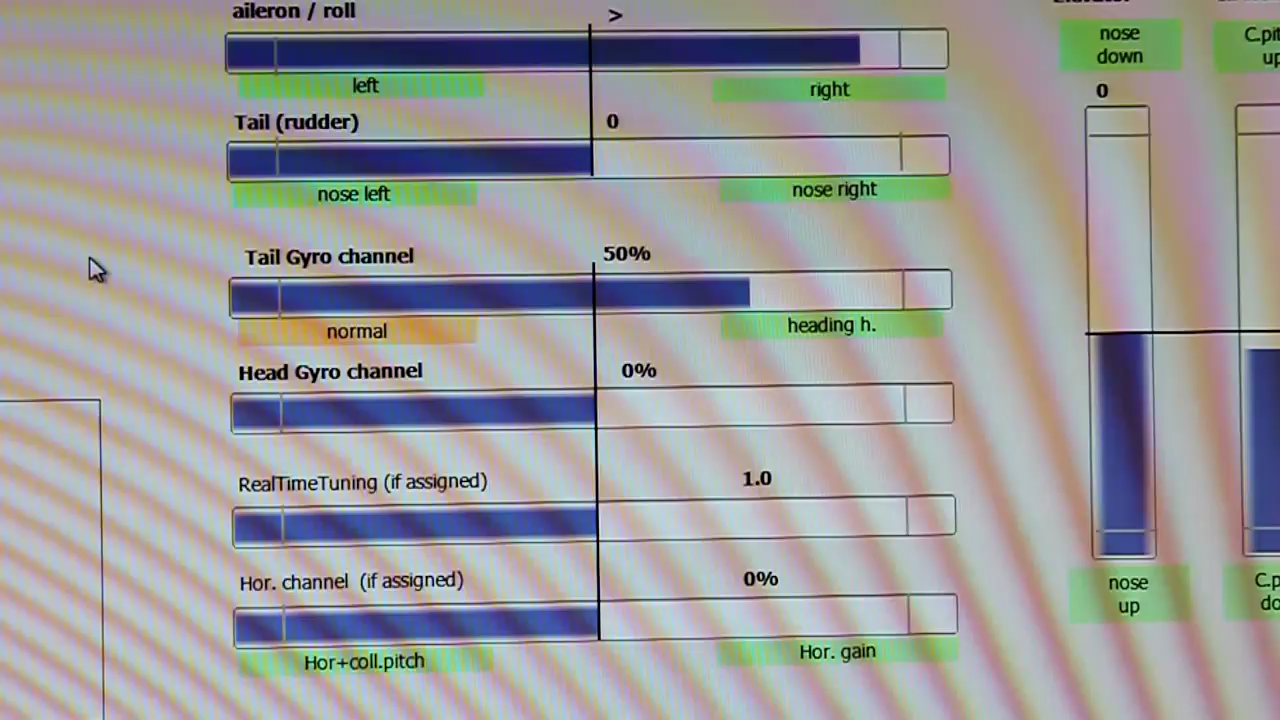 aileron / roll
>
left
right
Tail (rudder)
0
nose left
nose right
Tail Gyro channel
50%
normal
heading h.
Head Gyro channel
0%
RealTimeTuning (if assigned)
1.0
Hor. channel (if assigned)
0%
Hor+coll.pitch
Hor. gain
nose
down
0
nose
up